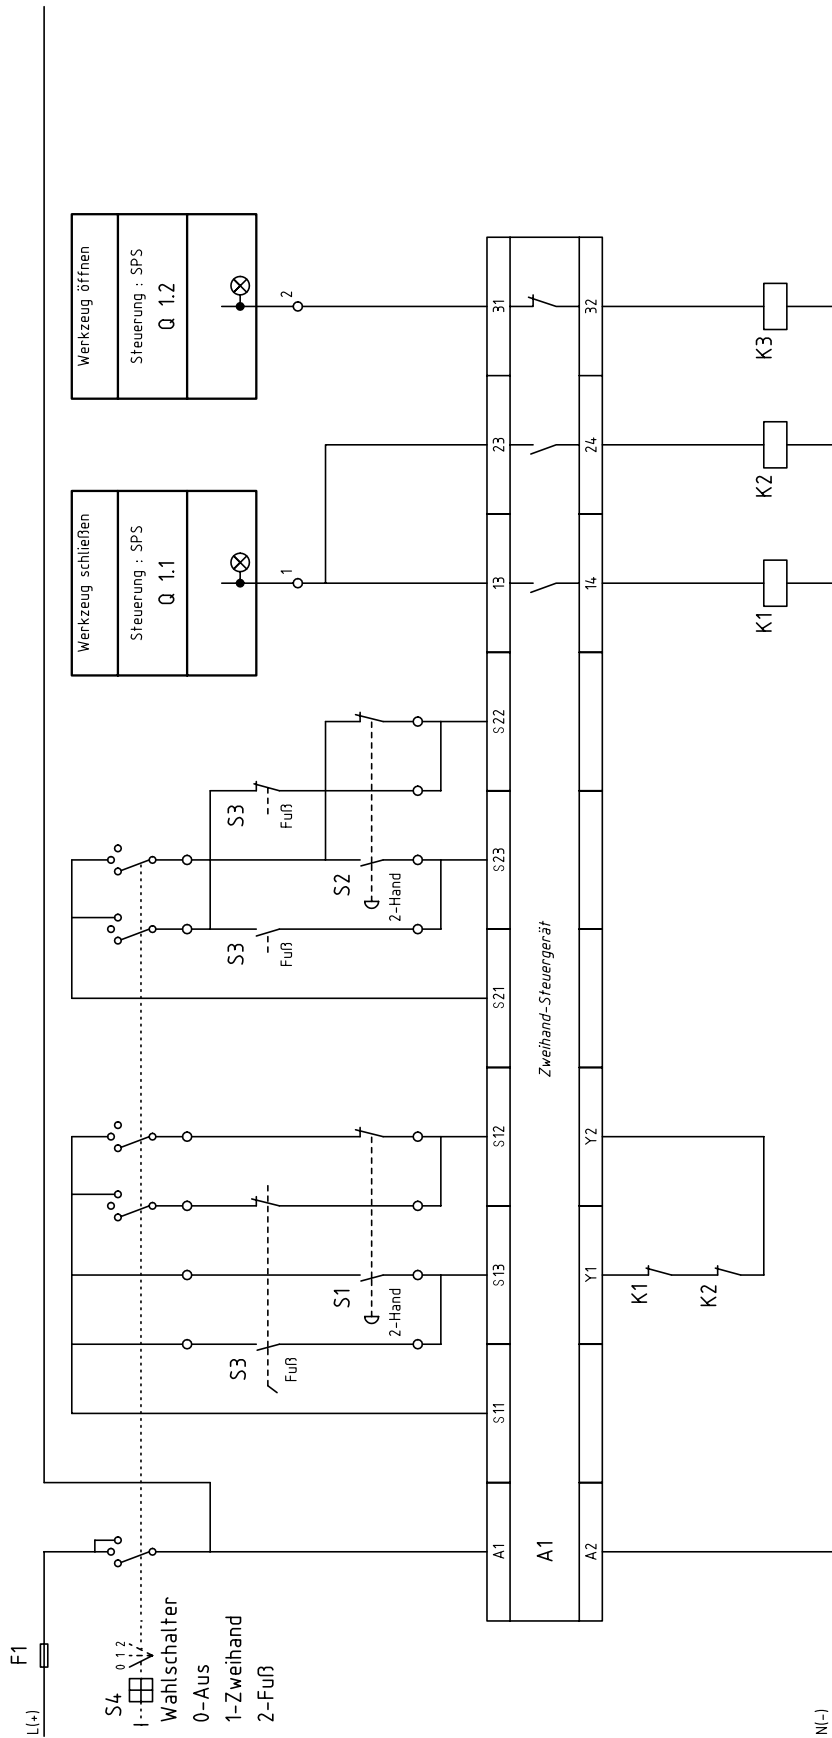 L(+)
F1
S4
0 1 2
Wahlschalter
0-Aus
1-Zweihand
2-Fuß
S3
Fuß
S1
2-Hand
S3
Fuß
S2
2-Hand
S3
Fuß
Werkzeug schließen
Steuerung : SPS
Q 1.1
1
Werkzeug öffnen
Steuerung : SPS
Q 1.2
2
A1
S11
S13
S12
S21
S23
S22
13
23
31
A1
Zweihand-Steuergerät
A2
Y1
Y2
14
24
32
K1
K2
K1
K2
K3
N(-)